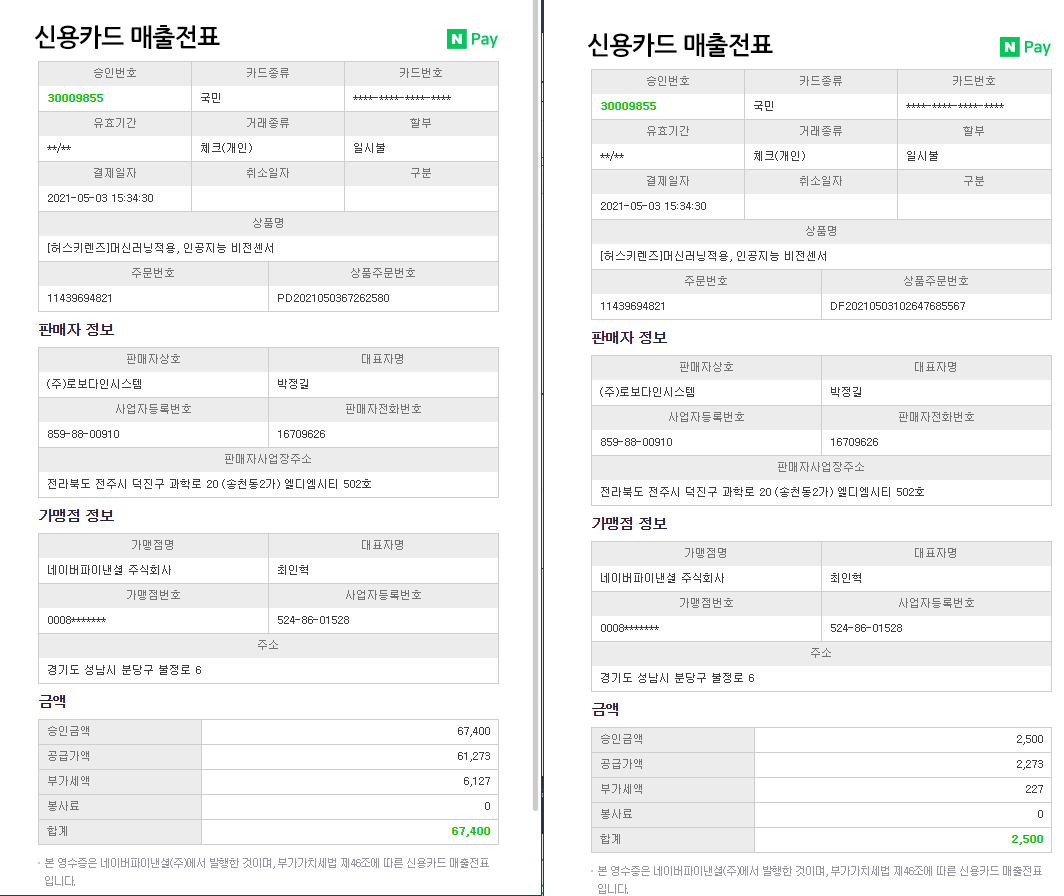 신용카드 매출전표
N Pay
승인번호 카드종류 카드번호
30009855 국민 ****-****-****-****
유효기간 거래종류 할부
**/** 체크(개인) 일시불
결제일자 취소일자 구분
2021-05-03 15:34:30
상품명
[허스키렌즈]머신러닝적용, 인공지능 비전센서
주문번호 상품주문번호
11439694821 PD2021050367262580
판매자 정보
판매자상호 대표자명
(주)로보다인시스템 박정길
사업자등록번호 판매자전화번호
859-88-00910 16709626
판매자사업장주소
전라북도 전주시 덕진구 과학로 20 (송천동2가) 엘디엠시티 502호
가맹점 정보
가맹점명 대표자명
네이버파이낸셜 주식회사 최인혁
가맹점번호 사업자등록번호
0008******* 524-86-01528
주소
경기도 성남시 분당구 불정로 6
금액
승인금액 67,400
공급가액 61,273
부가세액 6,127
봉사료 0
합계 67,400
· 본 영수증은 네이버파이낸셜(주)에서 발행한 것이며, 부가가치세법 제46조에 따른 신용카드 매출전표
입니다.
신용카드 매출전표
N Pay
승인번호 카드종류 카드번호
30009855 국민 ****-****-****-****
유효기간 거래종류 할부
**/** 체크(개인) 일시불
결제일자 취소일자 구분
2021-05-03 15:34:30
상품명
[허스키렌즈]머신러닝적용, 인공지능 비전센서
주문번호 상품주문번호
11439694821 DF20210503102647685567
판매자 정보
판매자상호 대표자명
(주)로보다인시스템 박정길
사업자등록번호 판매자전화번호
859-88-00910 16709626
판매자사업장주소
전라북도 전주시 덕진구 과학로 20 (송천동2가) 엘디엠시티 502호
가맹점 정보
가맹점명 대표자명
네이버파이낸셜 주식회사 최인혁
가맹점번호 사업자등록번호
0008******* 524-86-01528
주소
경기도 성남시 분당구 불정로 6
금액
승인금액 2,500
공급가액 2,273
부가세액 227
봉사료 0
합계 2,500
· 본 영수증은 네이버파이낸셜(주)에서 발행한 것이며, 부가가치세법 제46조에 따른 신용카드 매출전표
입니다.